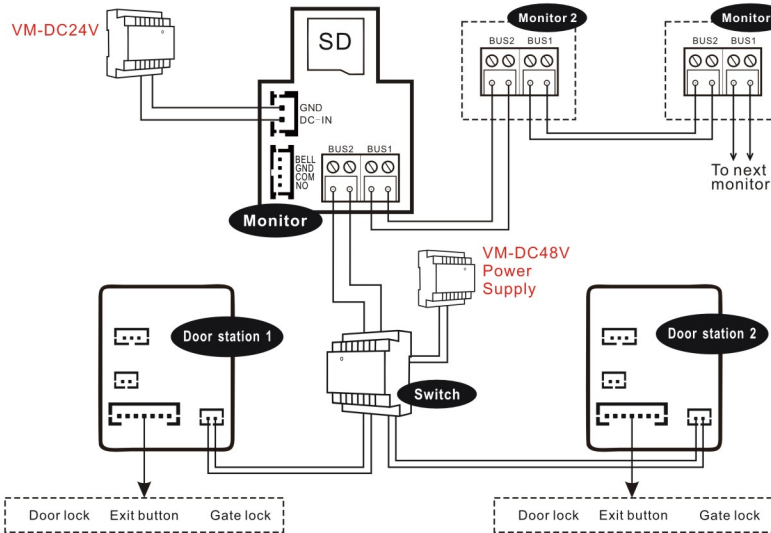 VM-DC24V
SD
Monitor 2
Monitor
BUS2 BUS1
BUS2 BUS1
GND
DC-IN
BELL
GND
COM
NO
BUS2 BUS1
To next
monitor
Monitor
VM-DC48V
Power
Supply
Door station 1
Door station 2
Switch
Door lock Exit button Gate lock
Door lock Exit button Gate lock